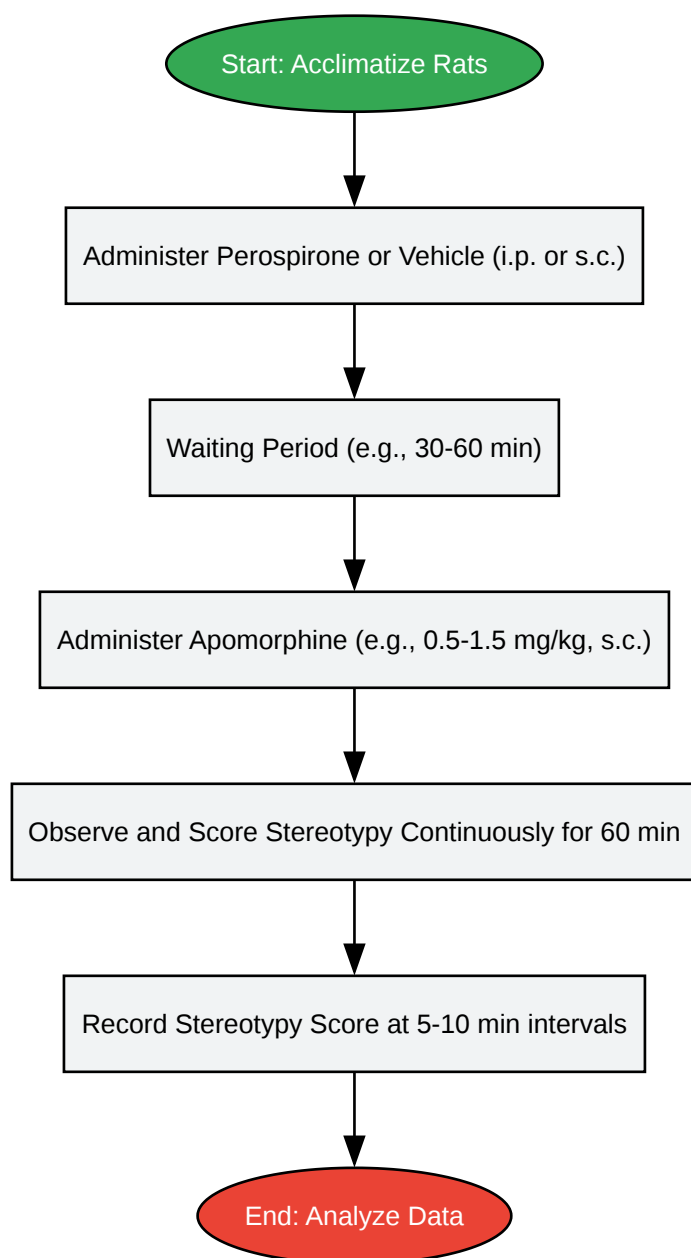 Start: Acclimatize Rats
Administer Perospirone or Vehicle (i.p. or s.c.)
Waiting Period (e.g., 30-60 min)
Administer Apomorphine (e.g., 0.5-1.5 mg/kg, s.c.)
Observe and Score Stereotypy Continuously for 60 min
Record Stereotypy Score at 5-10 min intervals
End: Analyze Data